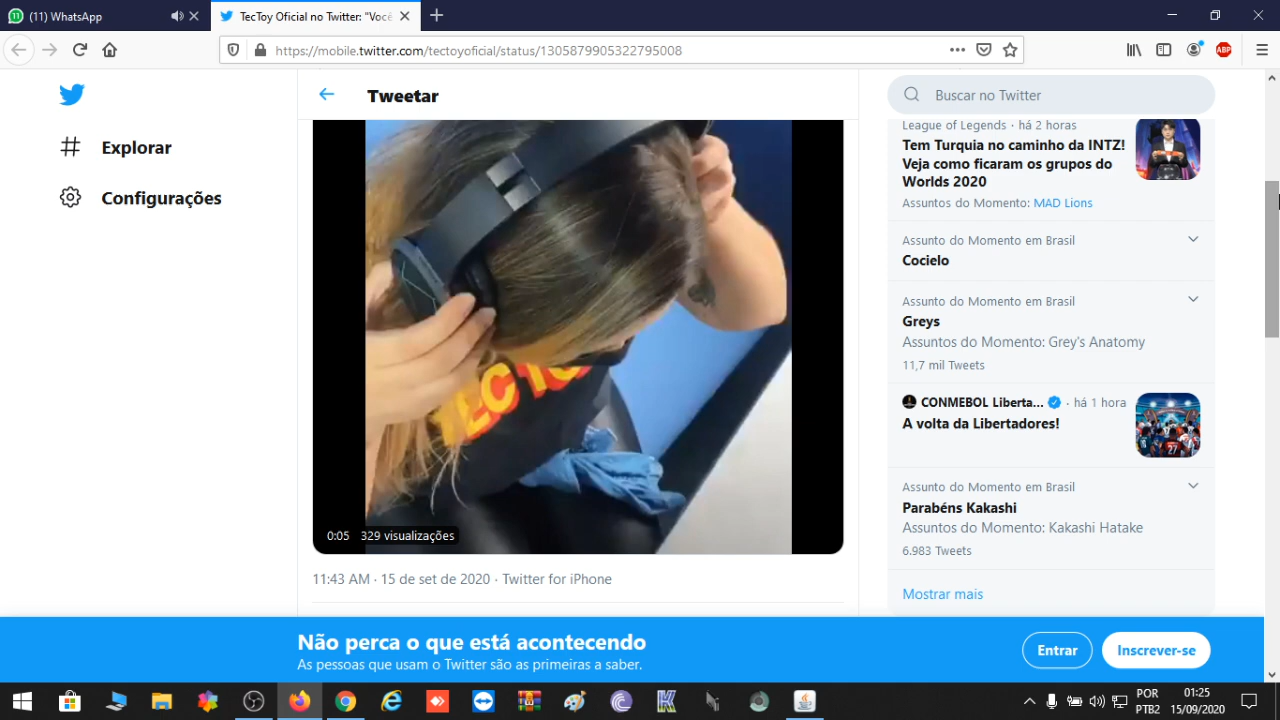 (11) WhatsApp
TecToy Oficial no Twitter: "Você
https://mobile.twitter.com/tectoyoficial/status/1305879905322795008
ABP
Explorar
Configurações
Tweetar
0:05 329 visualizações
11:43 AM · 15 de set de 2020 · Twitter for iPhone
Buscar no Twitter
League of Legends · há 2 horas
Tem Turquia no caminho da INTZ!
Veja como ficaram os grupos do
Worlds 2020
Assuntos do Momento: MAD Lions
Assunto do Momento em Brasil
Cocielo
Assunto do Momento em Brasil
Greys
Assuntos do Momento: Grey's Anatomy
11,7 mil Tweets
CONMEBOL Liberta... · há 1 hora
A volta da Libertadores!
Assunto do Momento em Brasil
Parabéns Kakashi
Assuntos do Momento: Kakashi Hatake
6.983 Tweets
Mostrar mais
Não perca o que está acontecendo
As pessoas que usam o Twitter são as primeiras a saber.
Entrar
Inscrever-se
POR
PTB2
01:25
15/09/2020